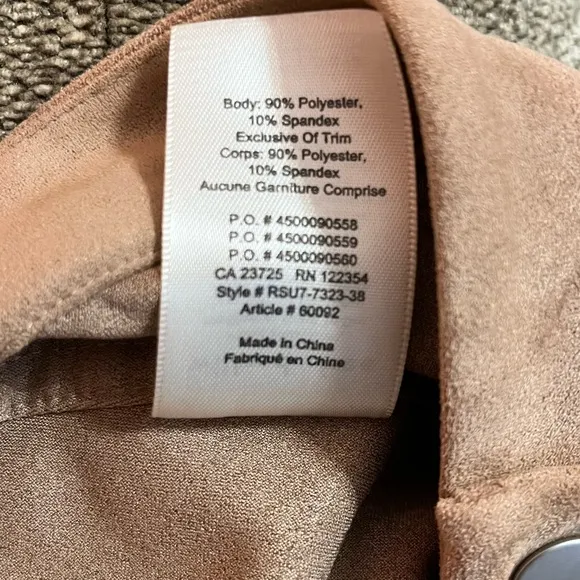 Body: 90% Polyester,
10% Spandex
Exclusive Of Trim
Corps: 90% Polyester,
10% Spandex
Aucune Garniture Comprise
P.O. # 4500090558
P.O. # 4500090559
P.O. # 4500090560
CA 23725 RN 122354
Style # RSU7-7323-38
Article # 60092
Made in China
Fabriqué en Chine